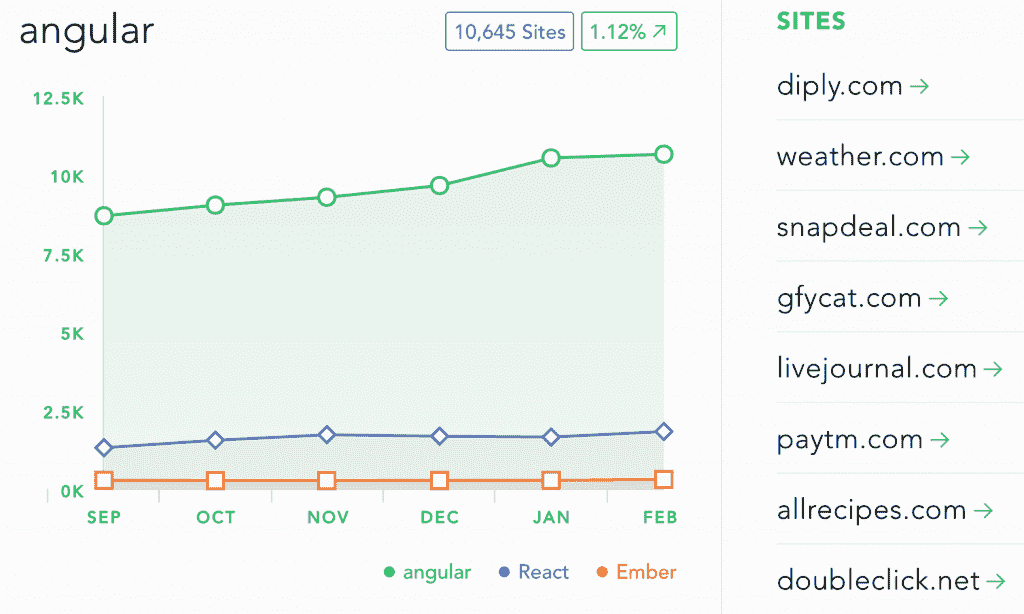 angular
10,645 Sites
1.12% ↗
12.5K
10K
7.5K
5K
2.5K
0K
SEP OCT NOV DEC JAN FEB
angular React Ember
SITES
diply.com →
weather.com →
snapdeal.com →
gfycat.com →
livejournal.com →
paytm.com →
allrecipes.com →
doubleclick.net →